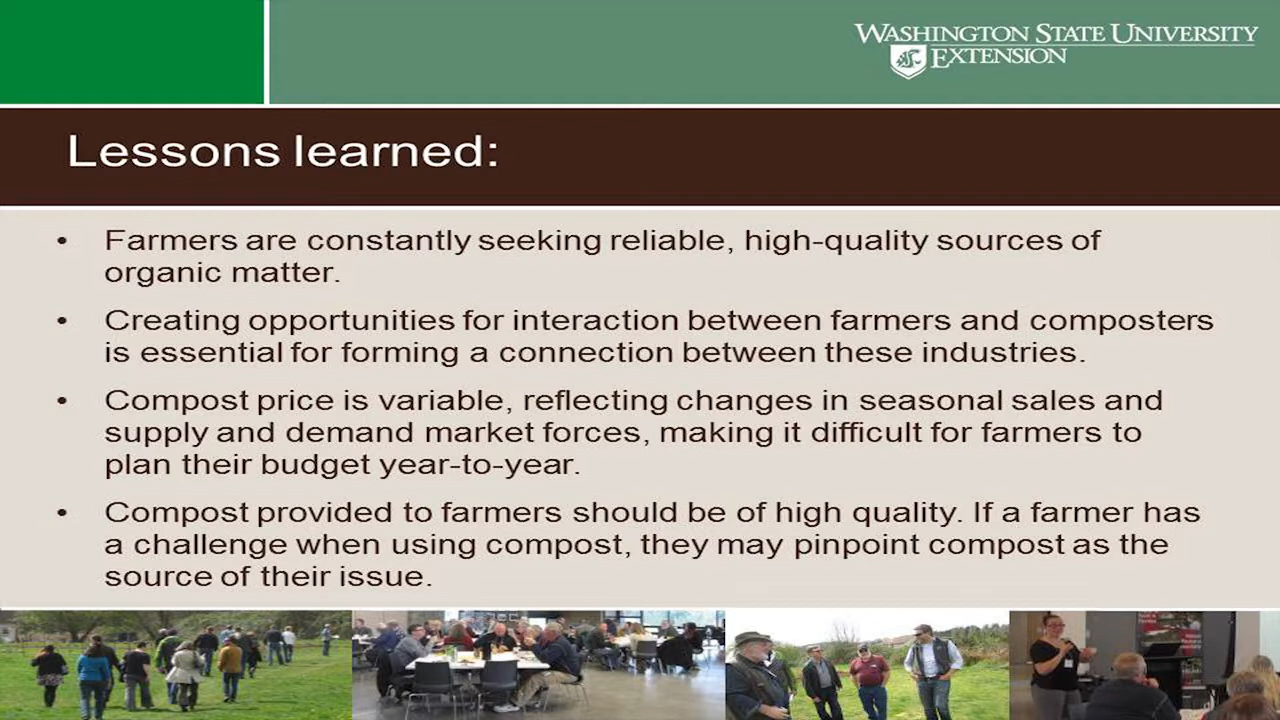 WASHINGTON STATE UNIVERSITY
EXTENSION
Lessons learned:
• Farmers are constantly seeking reliable, high-quality sources of
organic matter.
• Creating opportunities for interaction between farmers and composters
is essential for forming a connection between these industries.
• Compost price is variable, reflecting changes in seasonal sales and
supply and demand market forces, making it difficult for farmers to
plan their budget year-to-year.
• Compost provided to farmers should be of high quality. If a farmer has
a challenge when using compost, they may pinpoint compost as the
source of their issue.